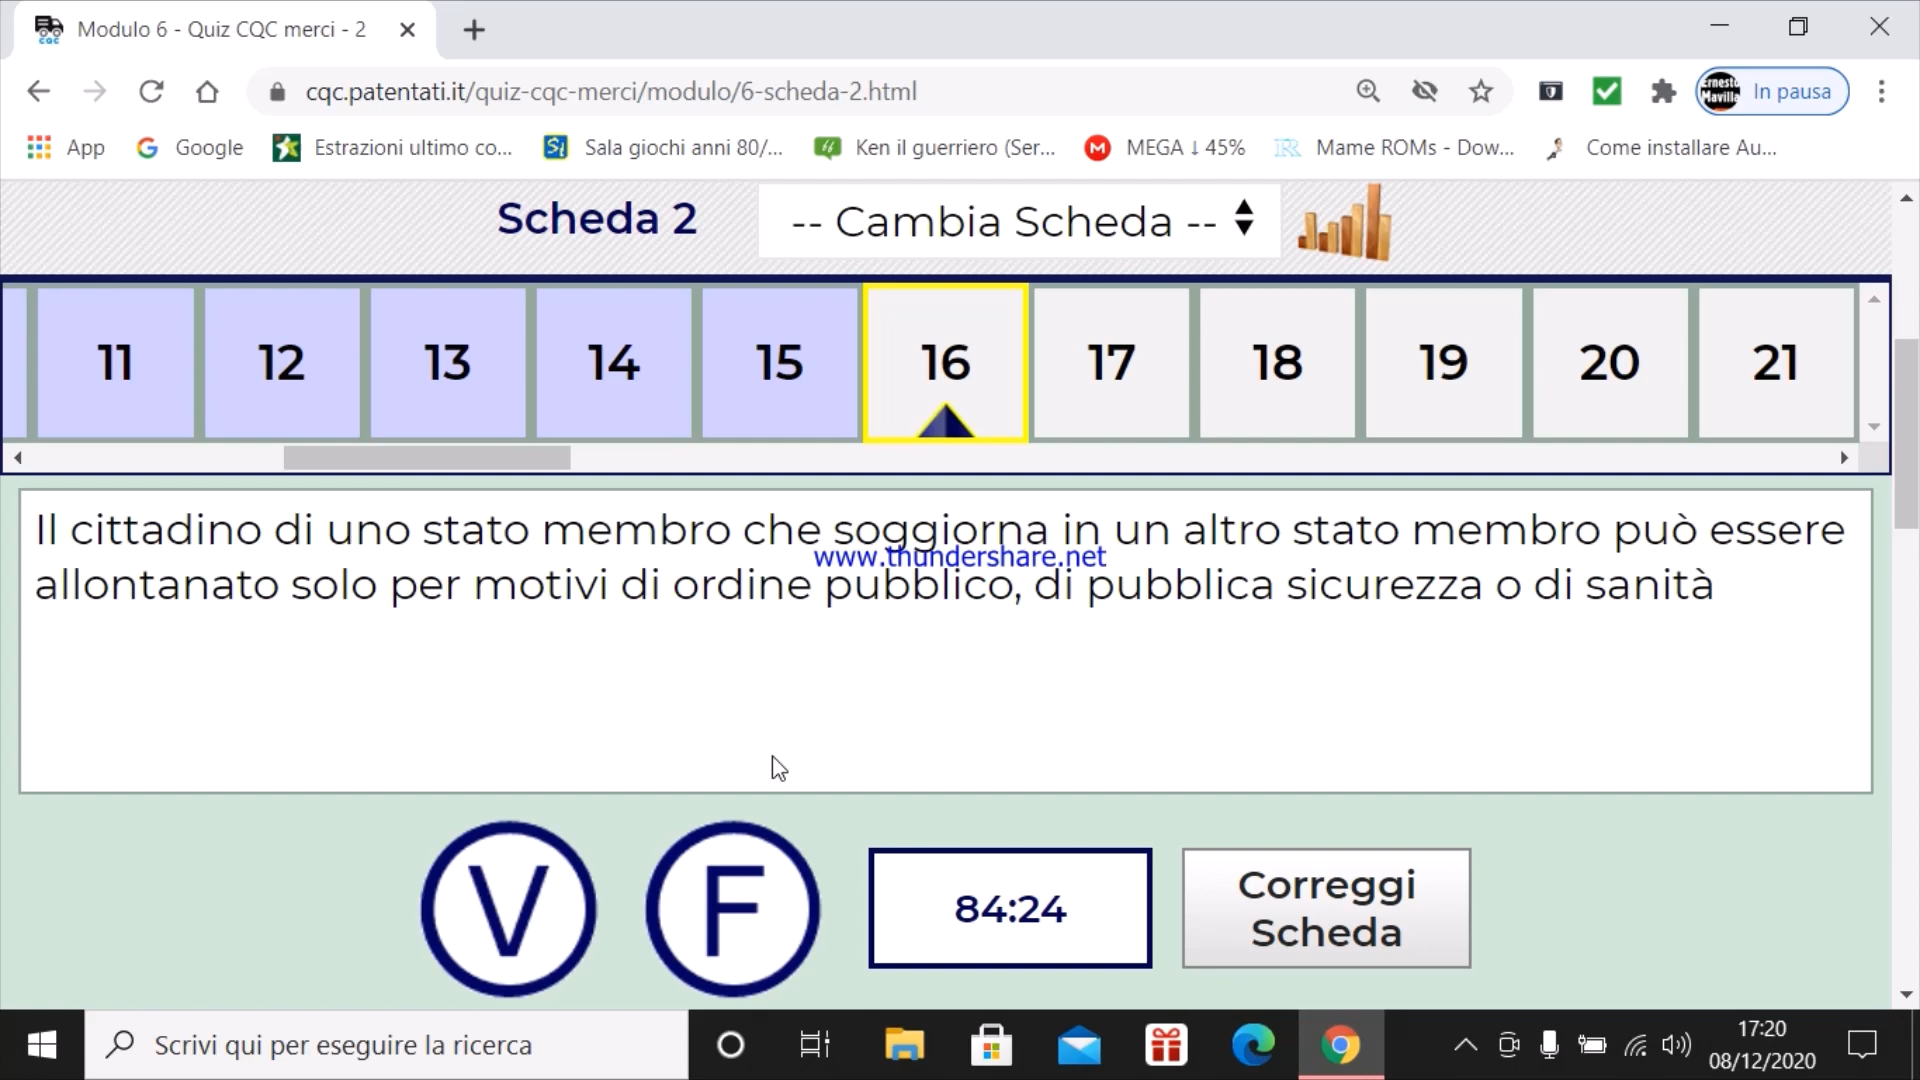 Modulo 6 - Quiz CQC merci - 2
cqc.patentati.it/quiz-cqc-merci/modulo/6-scheda-2.html
Ernesto
Mavilla
In pausa
App
Google
Estrazioni ultimo co...
Sala giochi anni 80/...
Ken il guerriero (Ser...
MEGA ↓ 45%
Mame ROMs - Dow...
Come installare Au...
Scheda 2
-- Cambia Scheda --
11 12 13 14 15 16 17 18 19 20 21
Il cittadino di uno stato membro che soggiorna in un altro stato membro può essere
www.thundershare.net
allontanato solo per motivi di ordine pubblico, di pubblica sicurezza o di sanità
V
F
84:24
Correggi
Scheda
Scrivi qui per eseguire la ricerca
17:20
08/12/2020